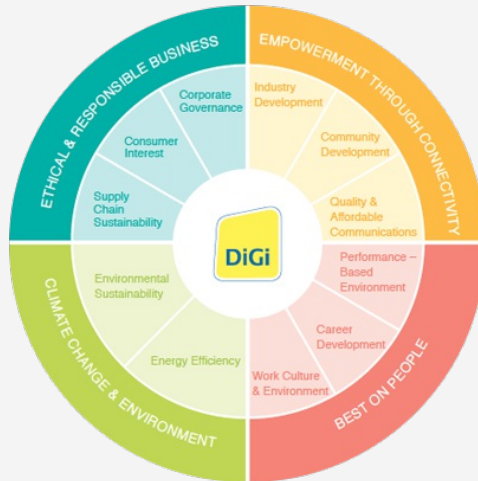 ETHICAL & RESPONSIBLE BUSINESS
Corporate
Governance
Consumer
Interest
Supply
Chain
Sustainability
EMPOWERMENT THROUGH CONNECTIVITY
Industry
Development
Community
Development
Quality &
Affordable
Communications
DiGi
CLIMATE CHANGE & ENVIRONMENT
Environmental
Sustainability
Energy Efficiency
BEST ON PEOPLE
Performance –
Based
Environment
Career
Development
Work Culture
& Environment